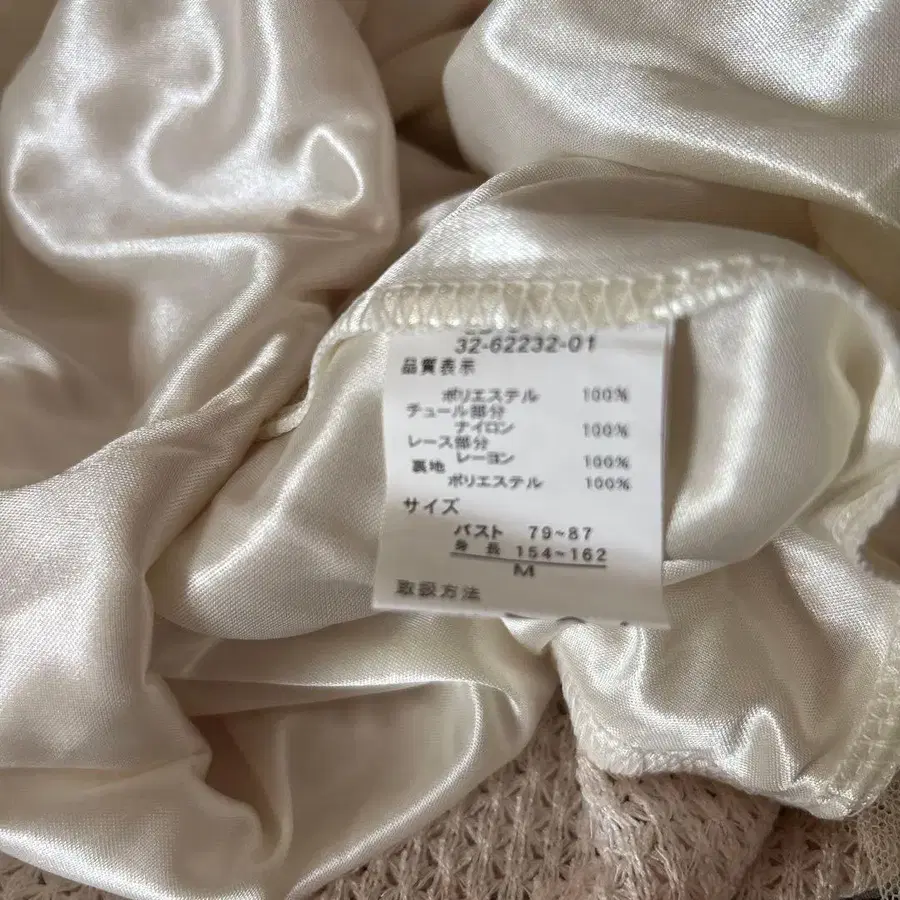 32-62232-01
品質表示
ポリエステル 100%
チュール部分
ナイロン 100%
レース部分
レーヨン 100%
裏地
ポリエステル 100%
サイズ
バスト 79~87
身長 154~162
M
取扱方法